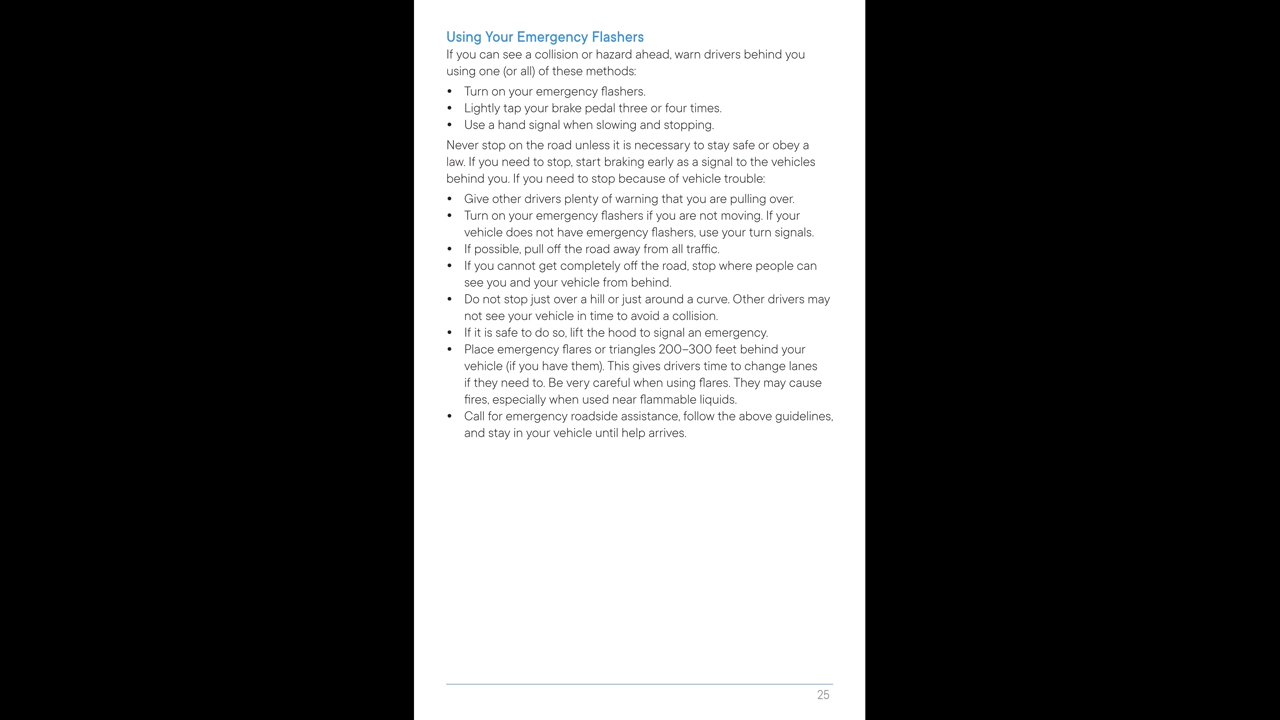 Using Your Emergency Flashers
If you can see a collision or hazard ahead, warn drivers behind you
using one (or all) of these methods:
• Turn on your emergency flashers.
• Lightly tap your brake pedal three or four times.
• Use a hand signal when slowing and stopping.
Never stop on the road unless it is necessary to stay safe or obey a
law. If you need to stop, start braking early as a signal to the vehicles
behind you. If you need to stop because of vehicle trouble:
• Give other drivers plenty of warning that you are pulling over.
• Turn on your emergency flashers if you are not moving. If your
vehicle does not have emergency flashers, use your turn signals.
• If possible, pull off the road away from all traffic.
• If you cannot get completely off the road, stop where people can
see you and your vehicle from behind.
• Do not stop just over a hill or just around a curve. Other drivers may
not see your vehicle in time to avoid a collision.
• If it is safe to do so, lift the hood to signal an emergency.
• Place emergency flares or triangles 200–300 feet behind your
vehicle (if you have them). This gives drivers time to change lanes
if they need to. Be very careful when using flares. They may cause
fires, especially when used near flammable liquids.
• Call for emergency roadside assistance, follow the above guidelines,
and stay in your vehicle until help arrives.
25